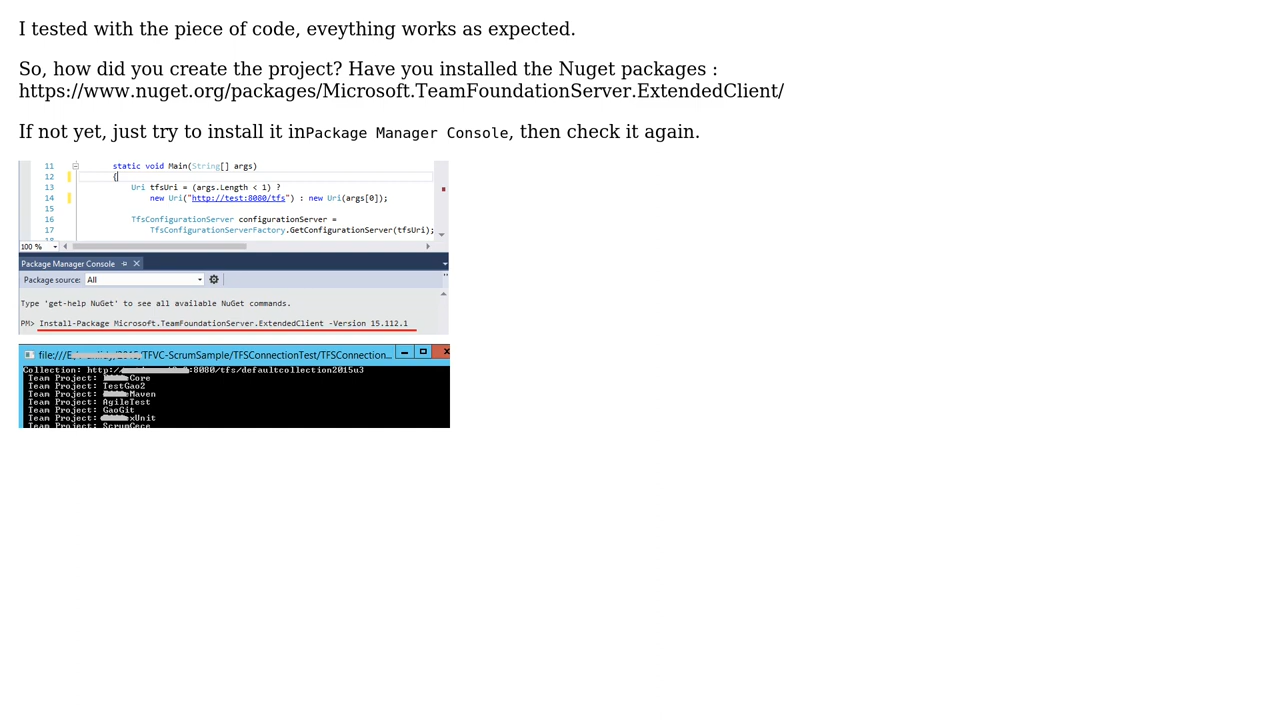 I tested with the piece of code, eveything works as expected.
So, how did you create the project? Have you installed the Nuget packages :
https://www.nuget.org/packages/Microsoft.TeamFoundationServer.ExtendedClient/
If not yet, just try to install it inPackage Manager Console, then check it again.
11 static void Main(String[] args)
12 {
13 Uri tfsUri = (args.Length < 1) ?
14 new Uri("http://test:8080/tfs") : new Uri(args[0]);
15
16 TfsConfigurationServer configurationServer =
17 TfsConfigurationServerFactory.GetConfigurationServer(tfsUri);
100 %
Package Manager Console
Package source: All
Type 'get-help NuGet' to see all available NuGet commands.
PM> Install-Package Microsoft.TeamFoundationServer.ExtendedClient -Version 15.112.1
file:///E:/ /TFVC-ScrumSample/TFSConnectionTest/TFSConnection...
Collection: http:/ :8080/tfs/defaultcollection2015u3
Team Project: Core
Team Project: TestGao2
Team Project: Maven
Team Project: AgileTest
Team Project: GaoGit
Team Project: xUnit
Team Project: ScrumCece